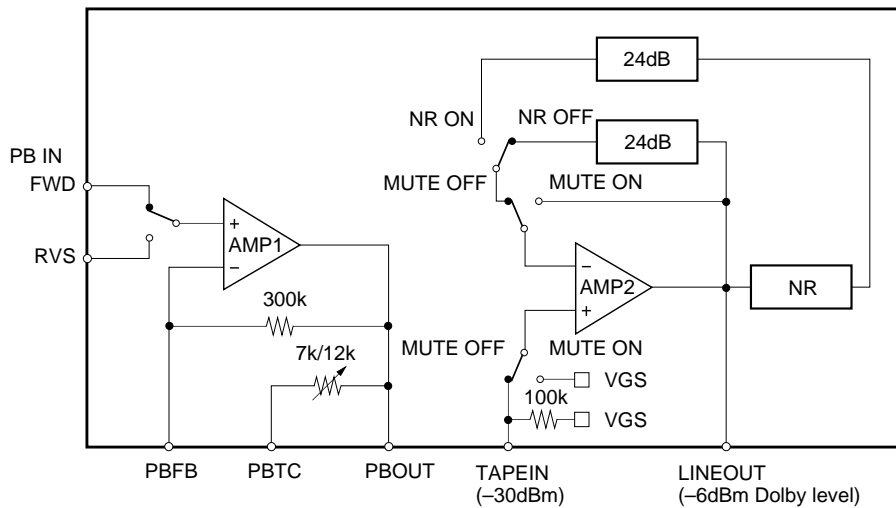 24dB
NR ON
NR OFF
24dB
PB IN
FWD
MUTE OFF
MUTE ON
+
AMP1
–
RVS
–
AMP2
+
NR
300k
MUTE OFF
MUTE ON
7k/12k
VGS
100k
VGS
PBFB
PBTC
PBOUT
TAPEIN
(–30dBm)
LINEOUT
(–6dBm Dolby level)